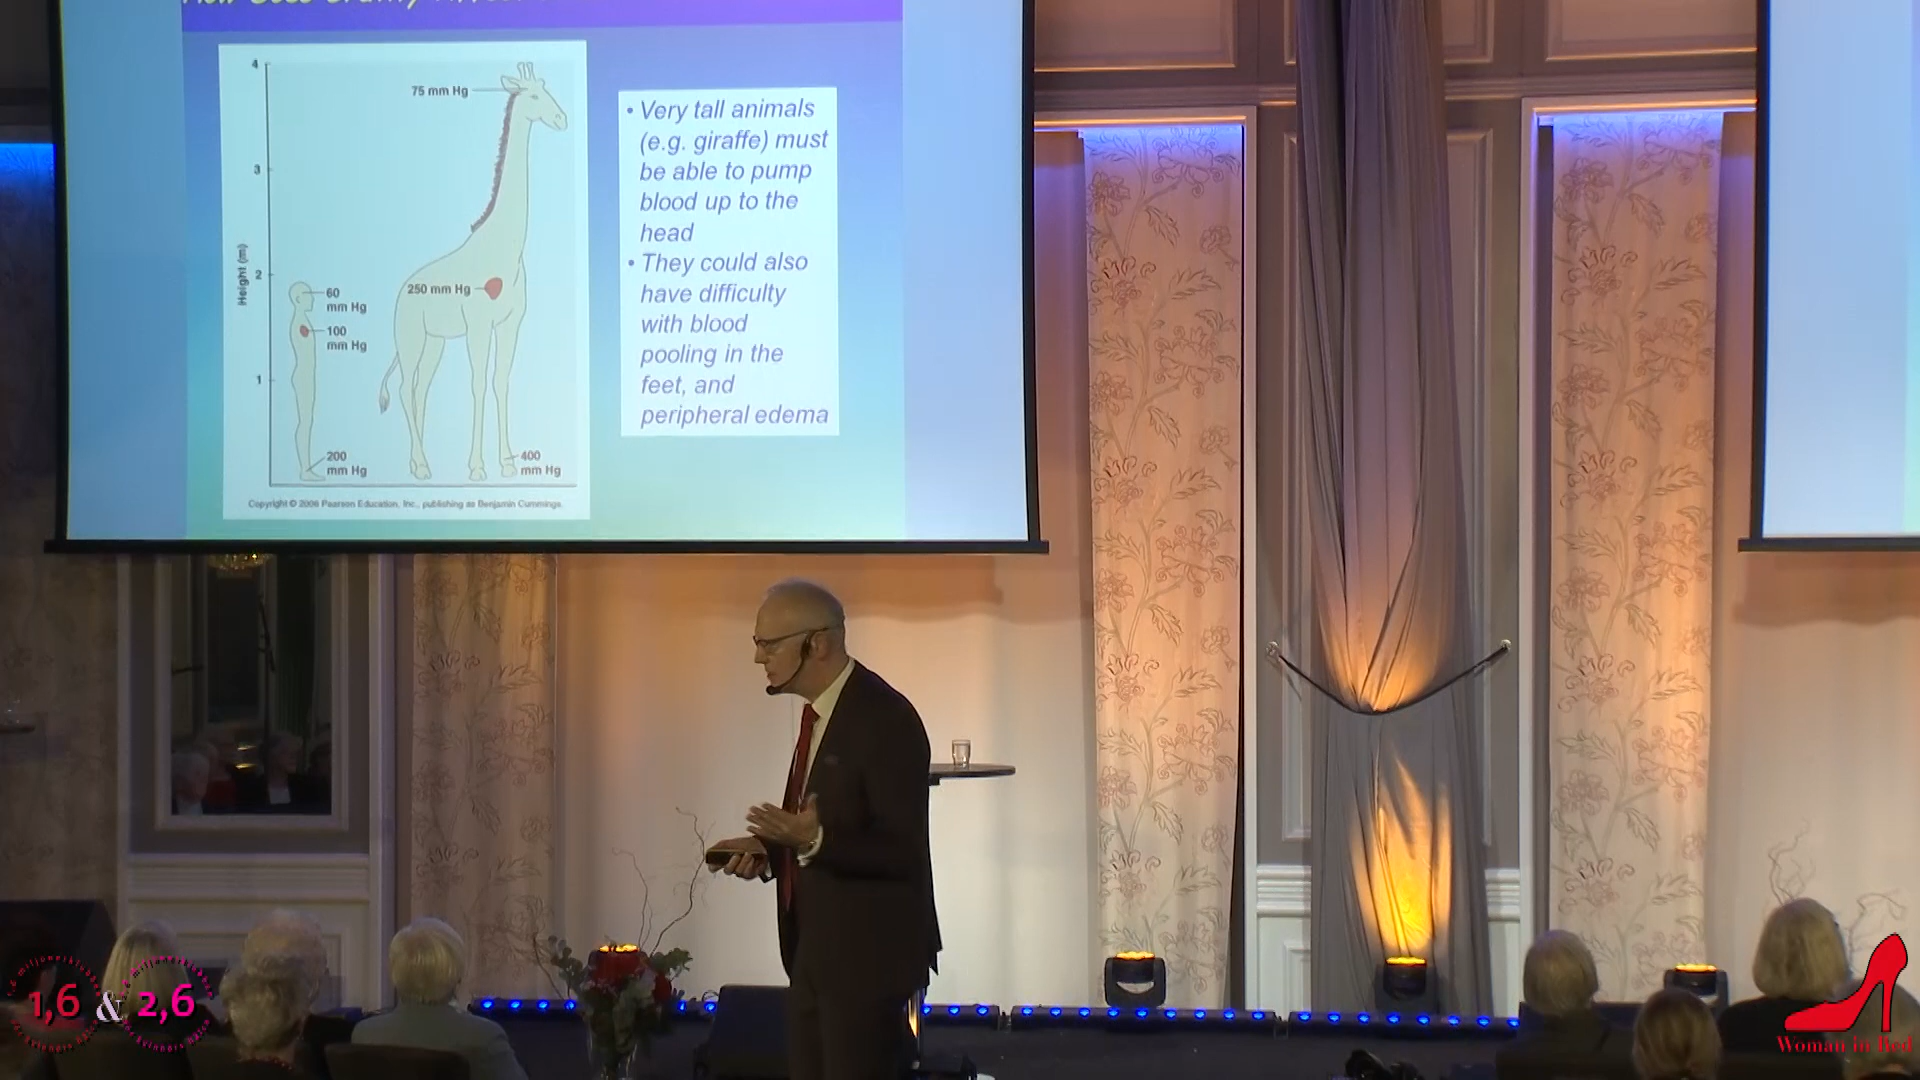 4
75 mm Hg
3
Height (m)
2
250 mm Hg
60
mm Hg
100
mm Hg
1
200
mm Hg
400
mm Hg
Copyright © 2006 Pearson Education, Inc., publishing as Benjamin Cummings.
• Very tall animals
(e.g. giraffe) must
be able to pump
blood up to the
head
• They could also
have difficulty
with blood
pooling in the
feet, and
peripheral edema
1,6 & 2,6
Woman in Red